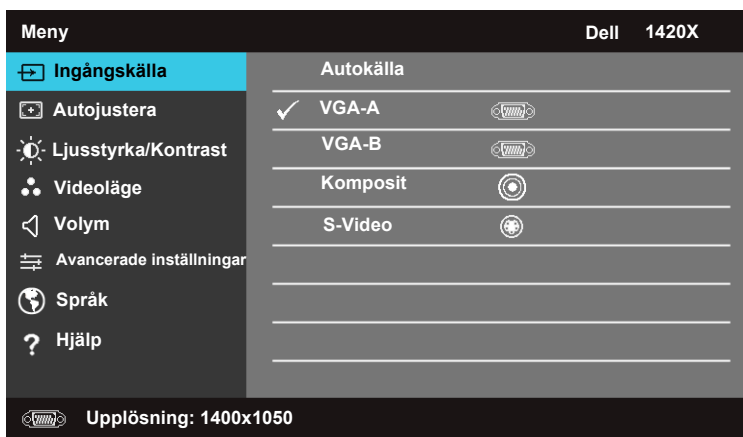 Meny Dell 1420X
Ingångskälla
Autojustera
Ljusstyrka/Kontrast
Videoläge
Volym
Avancerade inställningar
Språk
Hjälp
Autokälla
VGA-A
VGA-B
Komposit
S-Video
Upplösning: 1400x1050